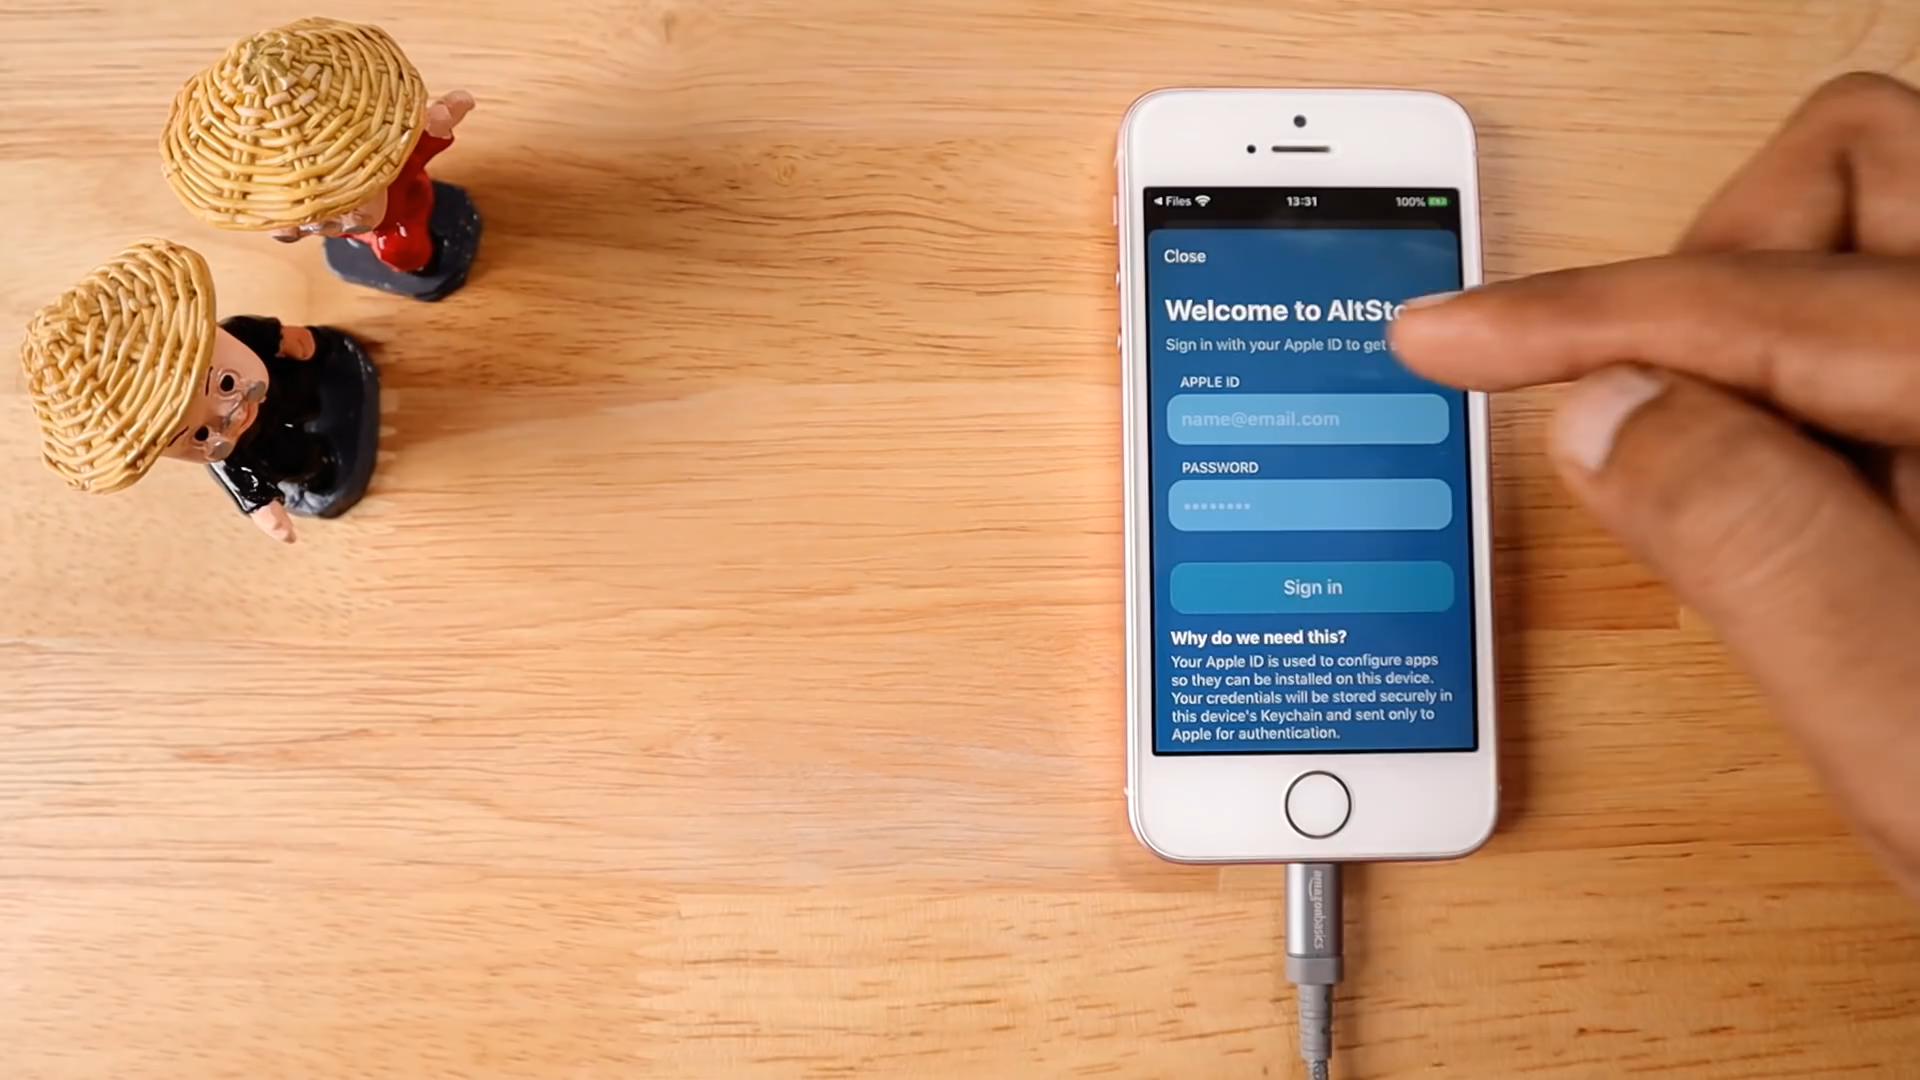 Files 13:31 100%
Close
Welcome to
Sign in with your Apple ID to get
APPLE ID
name@email.com
PASSWORD
Sign in
Why do we need this?
Your Apple ID is used to configure apps
so they can be installed on this device.
Your credentials will be stored securely in
this device's Keychain and sent only to
Apple for authentication.
amazonbasics